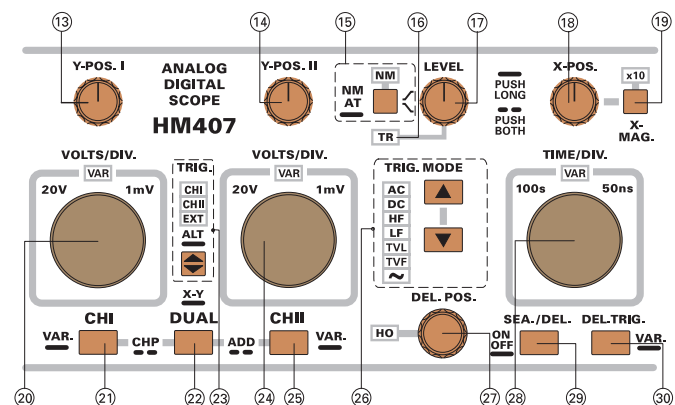 13 14 15 16 17 18 19
Y-POS. I
ANALOG
DIGITAL
SCOPE
HM407
Y-POS. II
NM
AT
NM
LEVEL
TR
PUSH
LONG
PUSH
BOTH
X-POS.
x10
X-
MAG.
VOLTS/DIV.
VAR
20V 1mV
TRIG.
CHI
CHII
EXT
ALT
X-Y
VOLTS/DIV.
VAR
20V 1mV
TRIG. MODE
AC
DC
HF
LF
TVL
TVF
~
TIME/DIV.
VAR
100s 50ns
DEL. POS.
HO
VAR.
CHI
CHP
DUAL
ADD
CHII
VAR.
ON
OFF
SEA./DEL.
DEL-TRIG.
VAR.
20 21 22 23 24 25 26 27 28 29 30